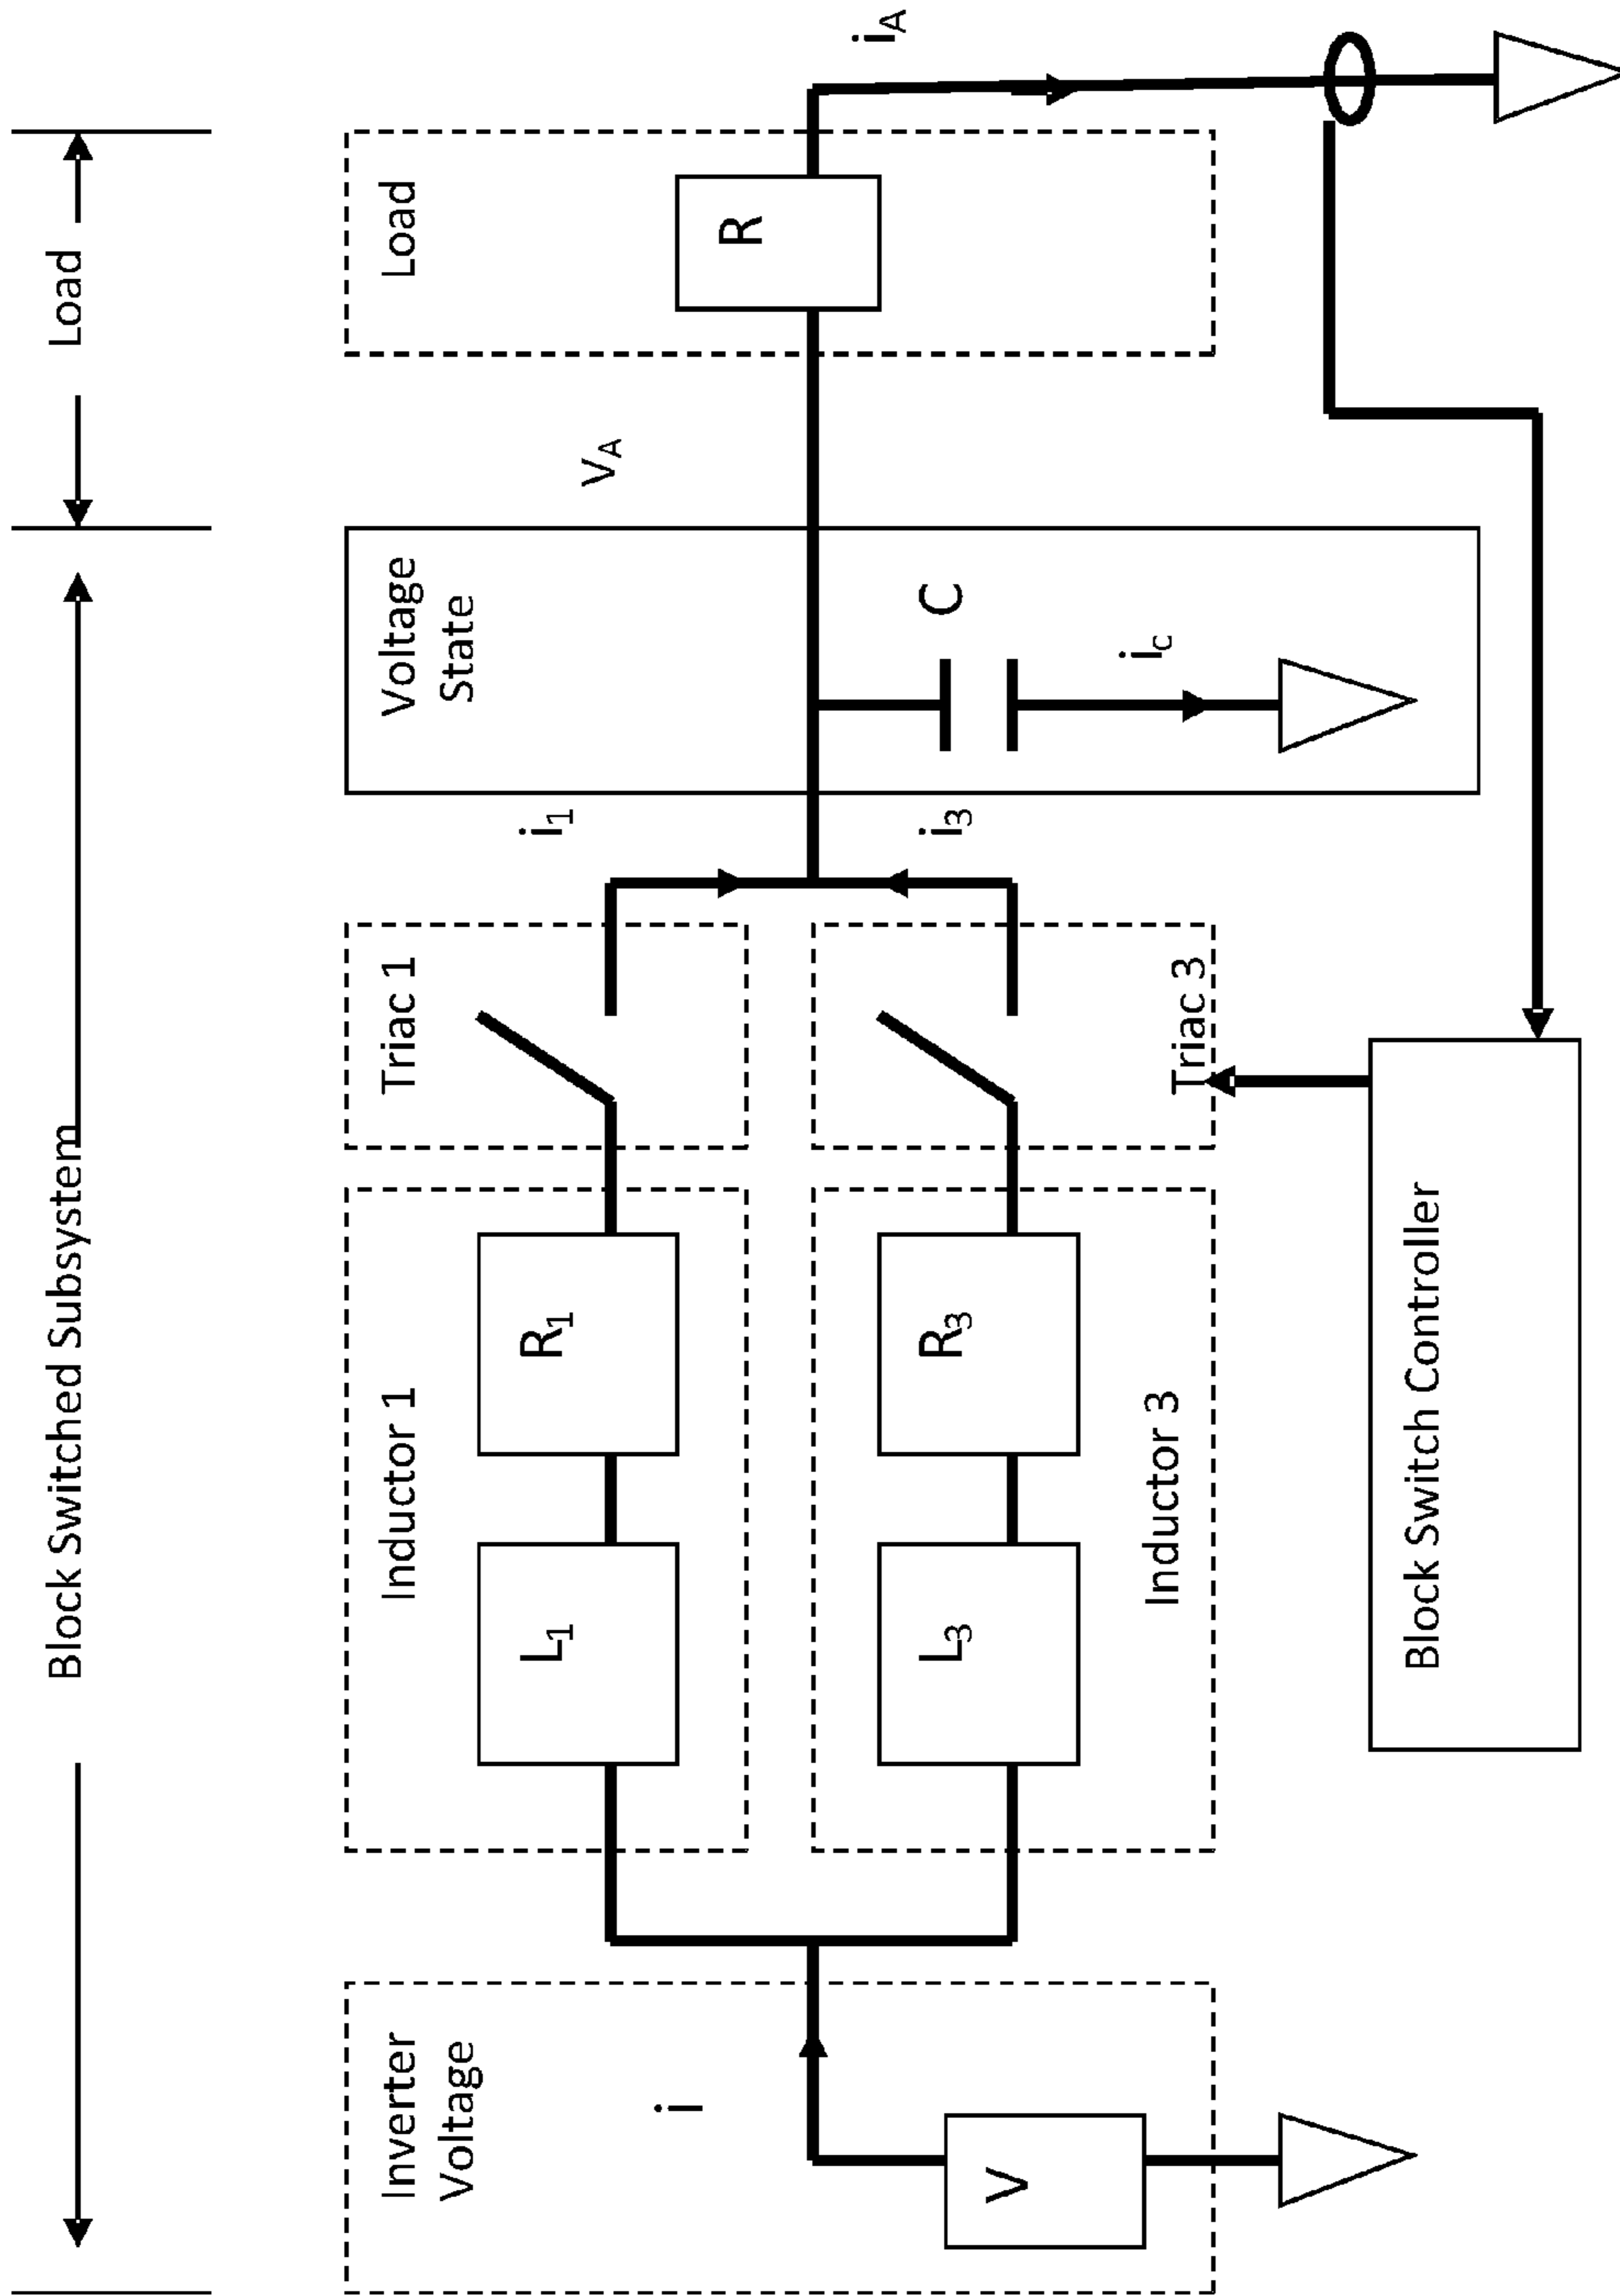 Block Switched Subsystem
Load
Inverter
Voltage
Inductor 1
Triac 1
Voltage
State
Load
i
L1
R1
i1
VA
R
iA
V
L3
R3
i3
C
Inductor 3
Triac 3
iC
Block Switch Controller